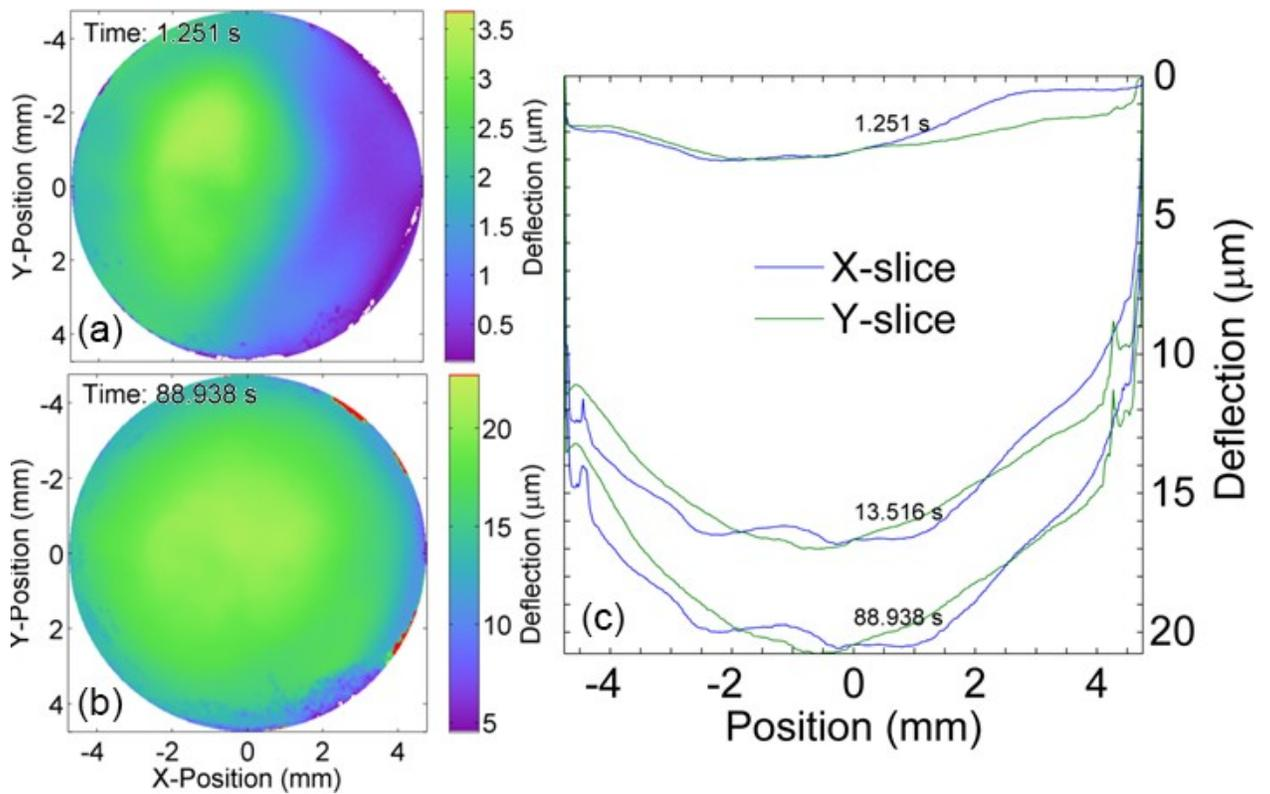 Time: 1.251 s
-4
-2
0
2
4
Y-Position (mm)
(a)
3.5
3
2.5
2
1.5
1
0.5
Deflection (μm)
Time: 88.938 s
-4
-2
0
2
4
Y-Position (mm)
(b)
-4 -2 0 2 4
X-Position (mm)
20
15
10
5
Deflection (μm)
1.251 s
X-slice
Y-slice
13.516 s
88.938 s
(c)
0
5
10
15
20
Deflection (μm)
-4 -2 0 2 4
Position (mm)